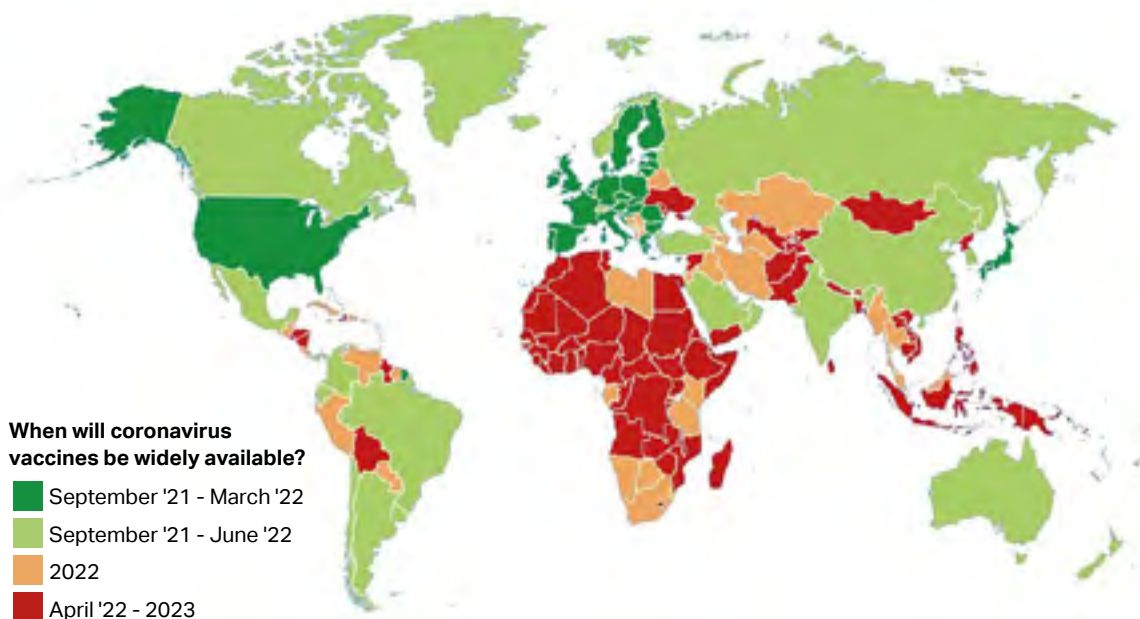 When will coronavirus
vaccines be widely available?
September '21 - March '22
September '21 - June '22
2022
April '22 - 2023